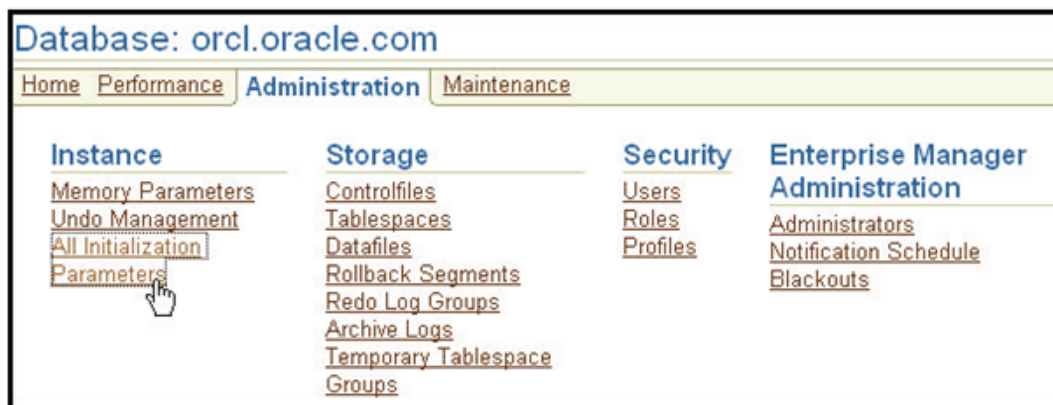 Database: orcl.oracle.com
Home Performance Administration Maintenance
Instance
Memory Parameters
Undo Management
All Initialization
Parameters
Storage
Controlfiles
Tablespaces
Datafiles
Rollback Segments
Redo Log Groups
Archive Logs
Temporary Tablespace
Groups
Security
Users
Roles
Profiles
Enterprise Manager
Administration
Administrators
Notification Schedule
Blackouts